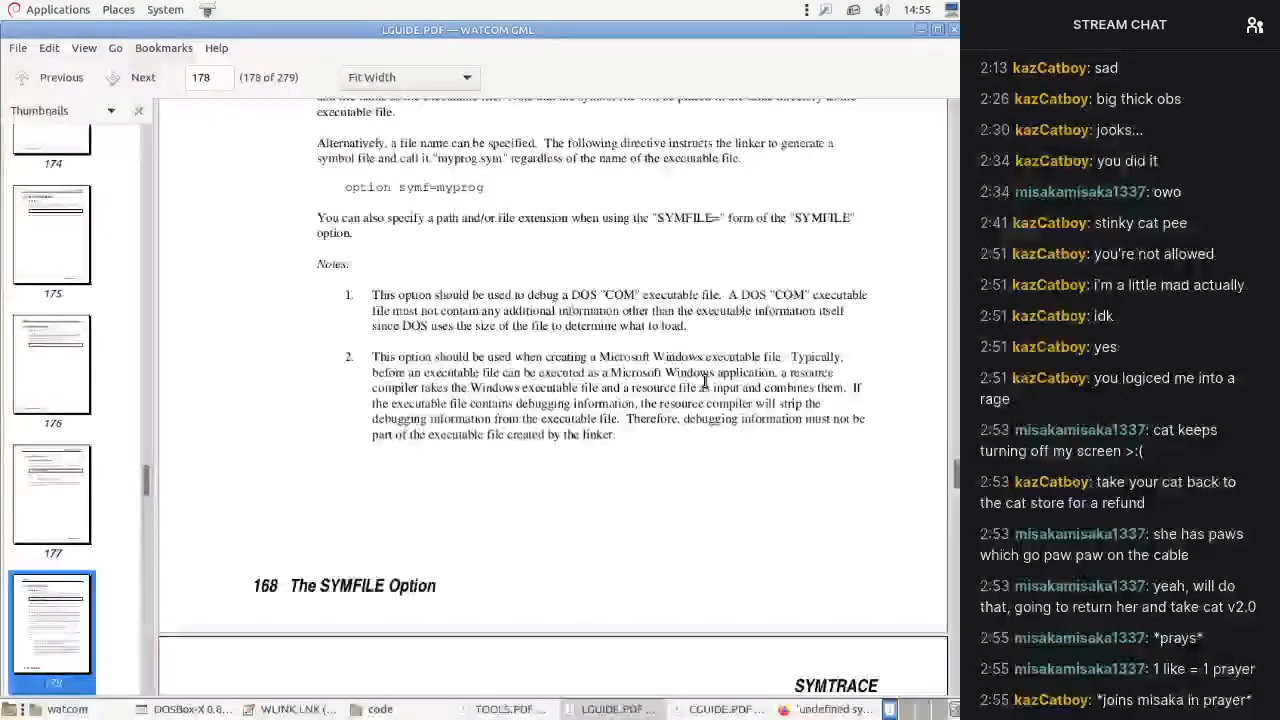 Applications Places System 14:55
LGUIDE.PDF — WATCOM GML
File Edit View Go Bookmarks Help
Previous Next 178 (178 of 279) Fit Width
Thumbnails
174
175
176
177
executable file.
Alternatively, a file name can be specified. The following directive instructs the linker to generate a
symbol file and call it "myprog.sym" regardless of the name of the executable file.
option symf=myprog
You can also specify a path and/or file extension when using the "SYMFILE=" form of the "SYMFILE"
option.
Notes:
1. This option should be used to debug a DOS "COM" executable file. A DOS "COM" executable
file must not contain any additional information other than the executable information itself
since DOS uses the size of the file to determine what to load.
2. This option should be used when creating a Microsoft Windows executable file. Typically,
before an executable file can be executed as a Microsoft Windows application, a resource
compiler takes the Windows executable file and a resource file as input and combines them. If
the executable file contains debugging information, the resource compiler will strip the
debugging information from the executable file. Therefore, debugging information must not be
part of the executable file created by the linker.
168 The SYMFILE Option
SYMTRACE
watcom DOSBox-X 0.8... WLINK.LNK (... code TOOLS.PDF ... LGUIDE.PDF ... CGUIDE.PDF... "undefined sy...
STREAM CHAT
2:13 kazCatboy: sad
2:26 kazCatboy: big thick obs
2:30 kazCatboy: jooks...
2:34 kazCatboy: you did it
2:34 misakamisaka1337: owo
2:41 kazCatboy: stinky cat pee
2:51 kazCatboy: you're not allowed
2:51 kazCatboy: i'm a little mad actually
2:51 kazCatboy: idk
2:51 kazCatboy: yes
2:51 kazCatboy: you logiced me into a
rage
2:53 misakamisaka1337: cat keeps
turning off my screen >:(
2:53 kazCatboy: take your cat back to
the cat store for a refund
2:53 misakamisaka1337: she has paws
which go paw paw on the cable
2:53 misakamisaka1337: yeah, will do
that, going to return her and take cat v2.0
2:55 misakamisaka1337: *prays*
2:55 misakamisaka1337: 1 like = 1 prayer
2:55 kazCatboy: *joins misaka in prayer*